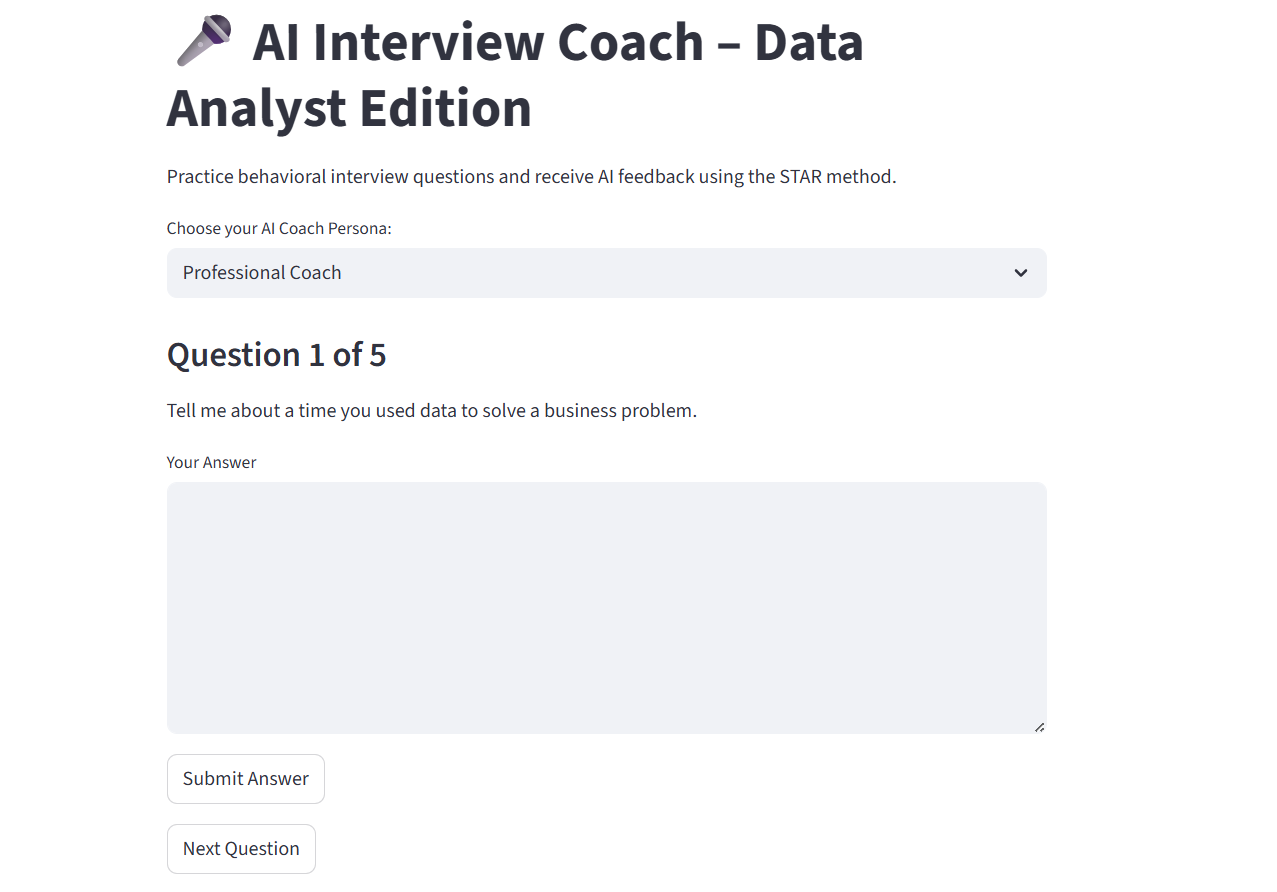 🎤 AI Interview Coach – Data
Analyst Edition
Practice behavioral interview questions and receive AI feedback using the STAR method.
Choose your AI Coach Persona:
Professional Coach
Question 1 of 5
Tell me about a time you used data to solve a business problem.
Your Answer
Submit Answer
Next Question